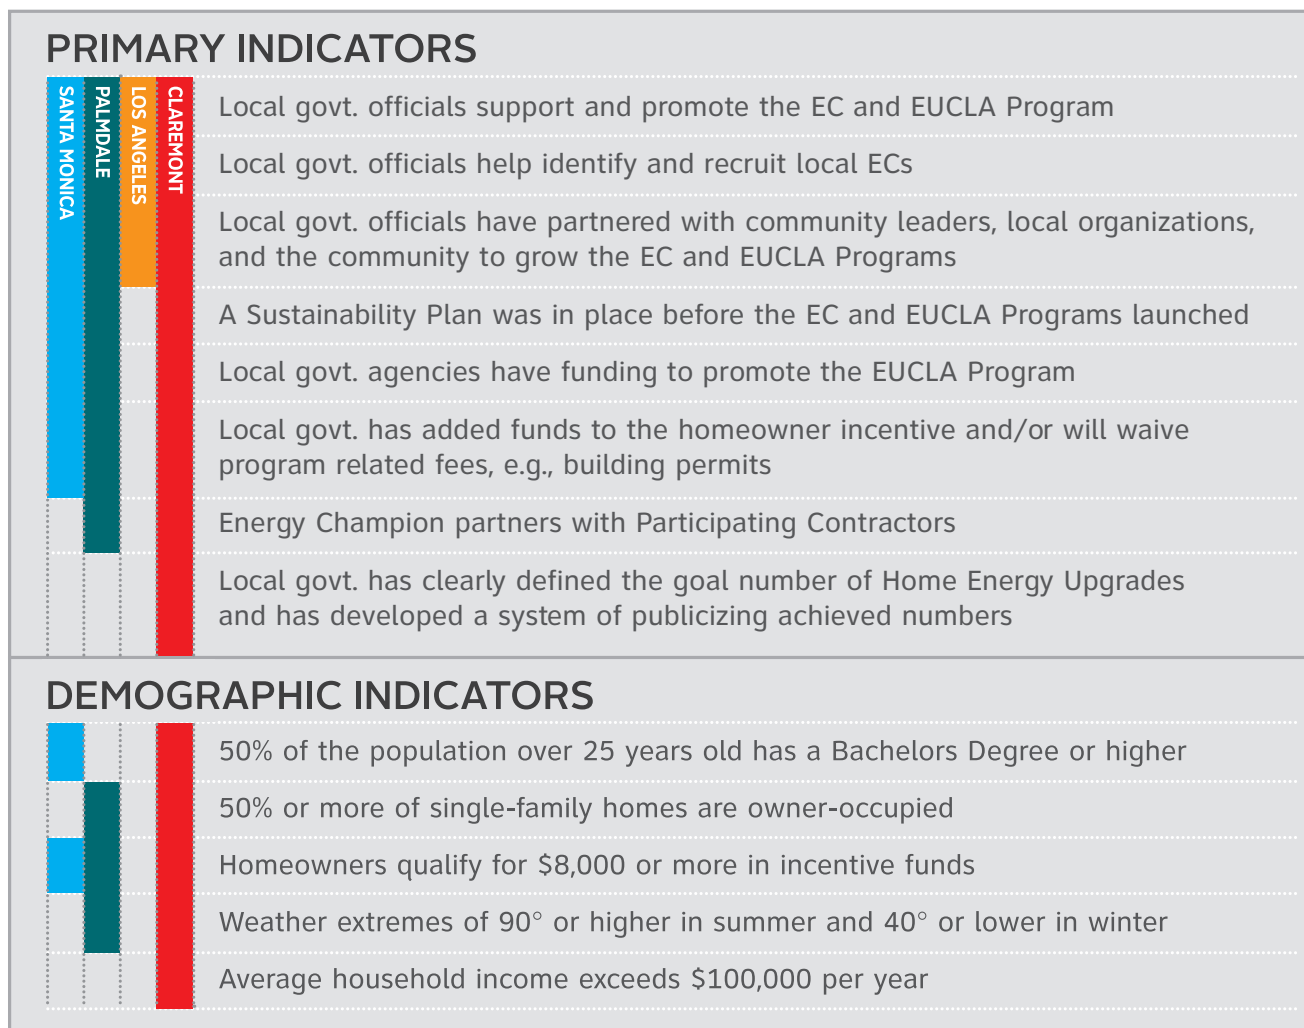 PRIMARY INDICATORS
SANTA MONICA
PALMDALE
LOS ANGELES
CLAREMONT
Local govt. officials support and promote the EC and EUCLA Program
Local govt. officials help identify and recruit local ECs
Local govt. officials have partnered with community leaders, local organizations,
and the community to grow the EC and EUCLA Programs
A Sustainability Plan was in place before the EC and EUCLA Programs launched
Local govt. agencies have funding to promote the EUCLA Program
Local govt. has added funds to the homeowner incentive and/or will waive
program related fees, e.g., building permits
Energy Champion partners with Participating Contractors
Local govt. has clearly defined the goal number of Home Energy Upgrades
and has developed a system of publicizing achieved numbers
DEMOGRAPHIC INDICATORS
50% of the population over 25 years old has a Bachelors Degree or higher
50% or more of single-family homes are owner-occupied
Homeowners qualify for $8,000 or more in incentive funds
Weather extremes of 90° or higher in summer and 40° or lower in winter
Average household income exceeds $100,000 per year